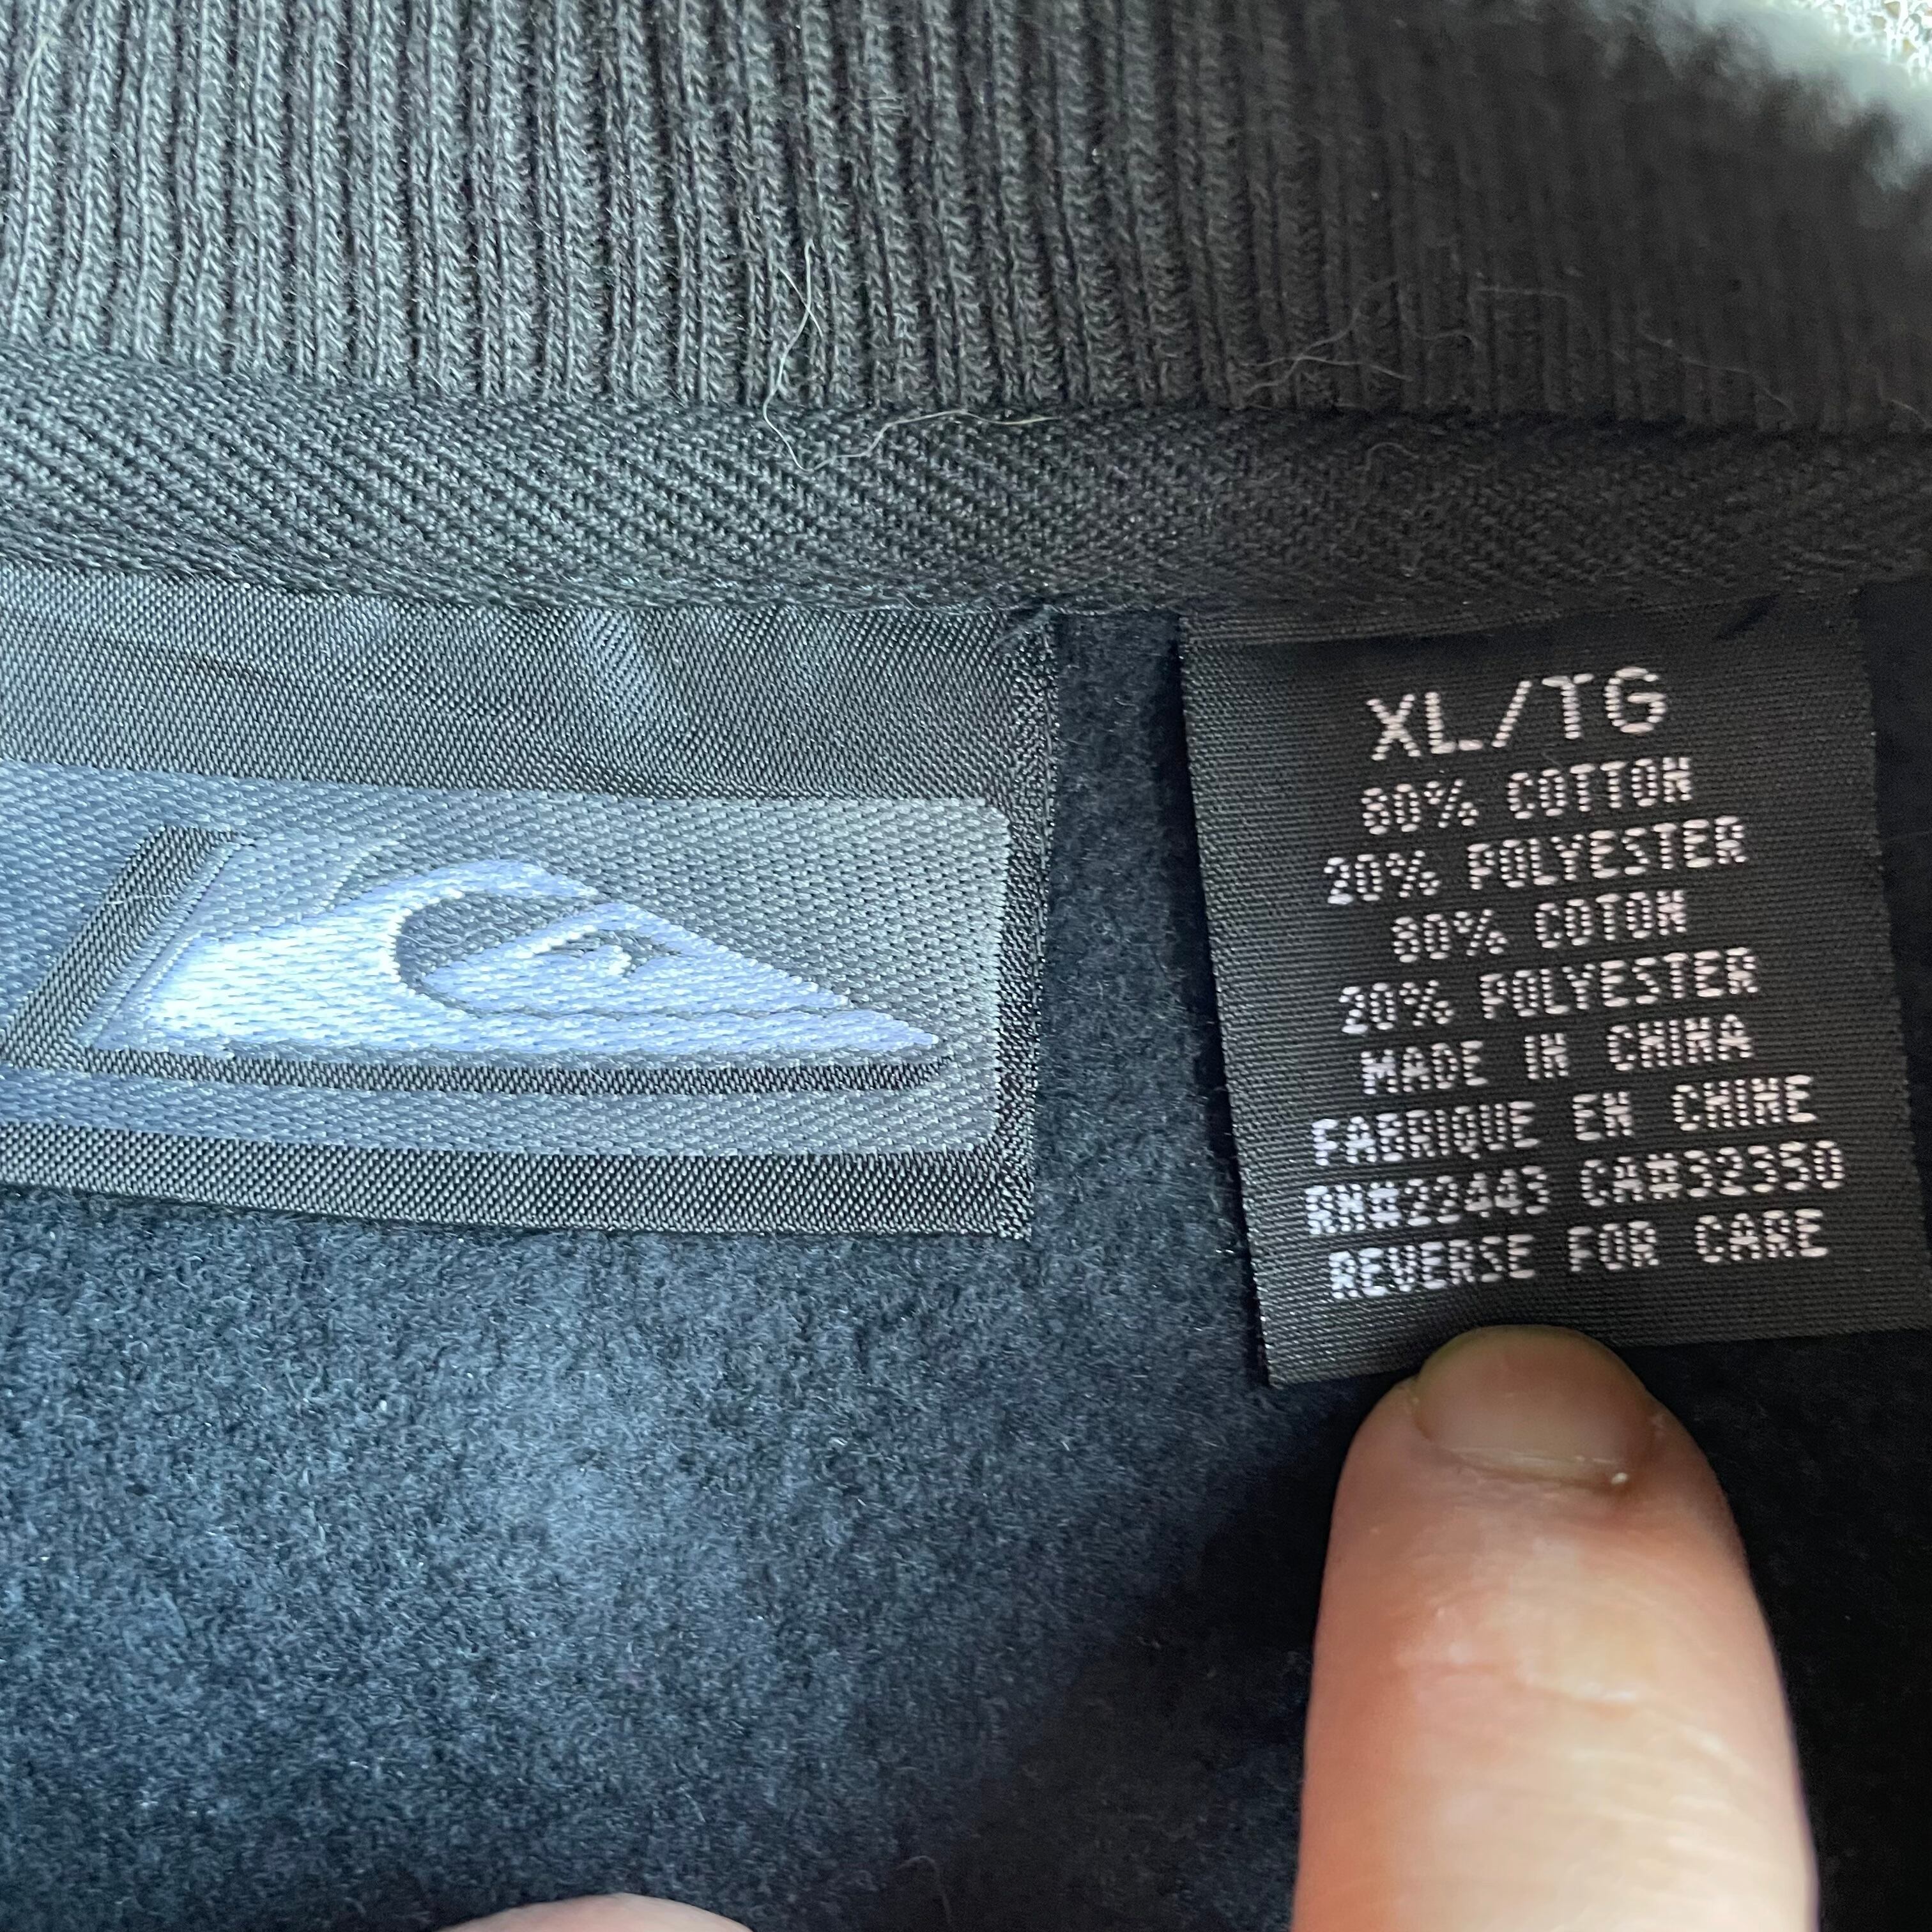 XL/TG
80% COTTON
20% POLYESTER
80% COTON
20% POLYESTER
MADE IN CHINA
FABRIQUE EN CHINE
RN#22443 CA#32350
REVERSE FOR CARE